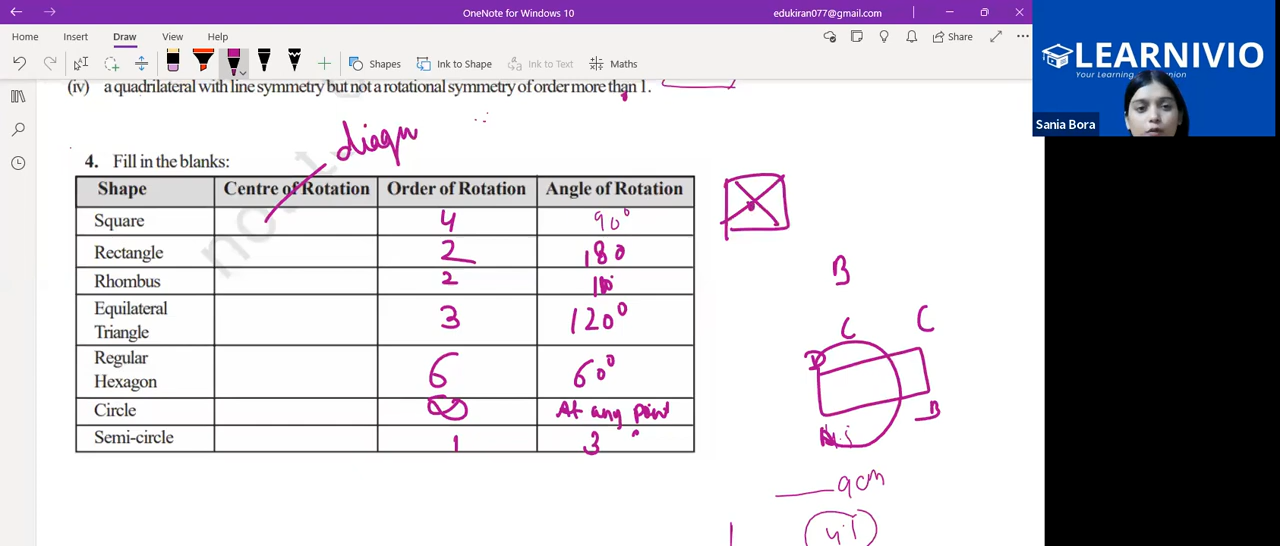 OneNote for Windows 10
edukiran077@gmail.com
Home Insert Draw View Help
Share
Shapes Ink to Shape Ink to Text Maths
LEARNIVIO
Sania Bora
(iv) a quadrilateral with line symmetry but not a rotational symmetry of order more than 1.
diagn
4. Fill in the blanks:
Shape Centre of Rotation Order of Rotation Angle of Rotation
Square 4 90°
Rectangle 2 180
Rhombus 2 180
Equilateral Triangle 3 120°
Regular Hexagon 6 60°
Circle ∞ At any point
Semi-circle 1 3
B
C C
D
B
9cm